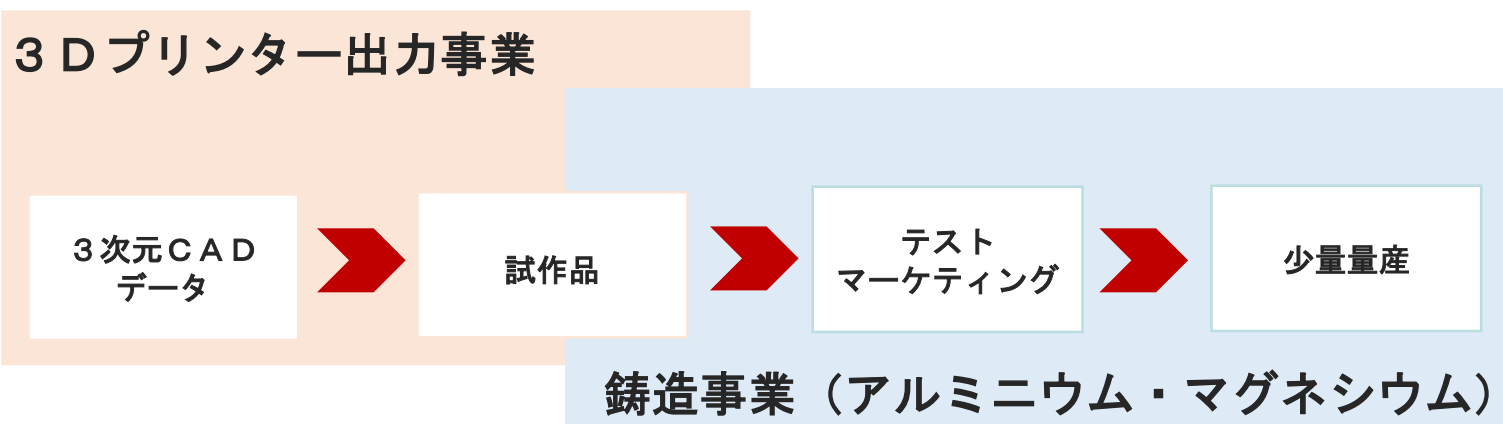 ３Ｄプリンター出力事業
３次元ＣＡＤ
データ
試作品
テスト
マーケティング
少量量産
鋳造事業（アルミニウム・マグネシウム）